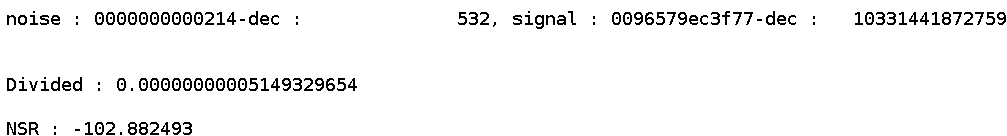 noise : 0000000000214-dec :              532, signal : 0096579ec3f77-dec :   10331441872759
Divided : 0.00000000005149329654
NSR : -102.882493